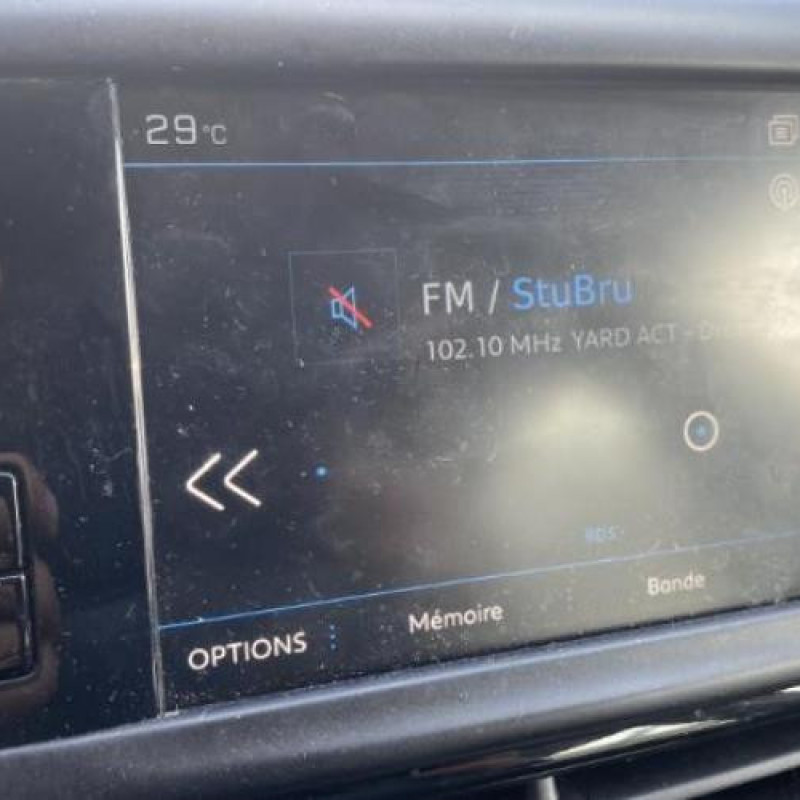 29°C
FM / StuBru
102.10 MHz YARD ACT -
RDS
OPTIONS Mémoire Bande